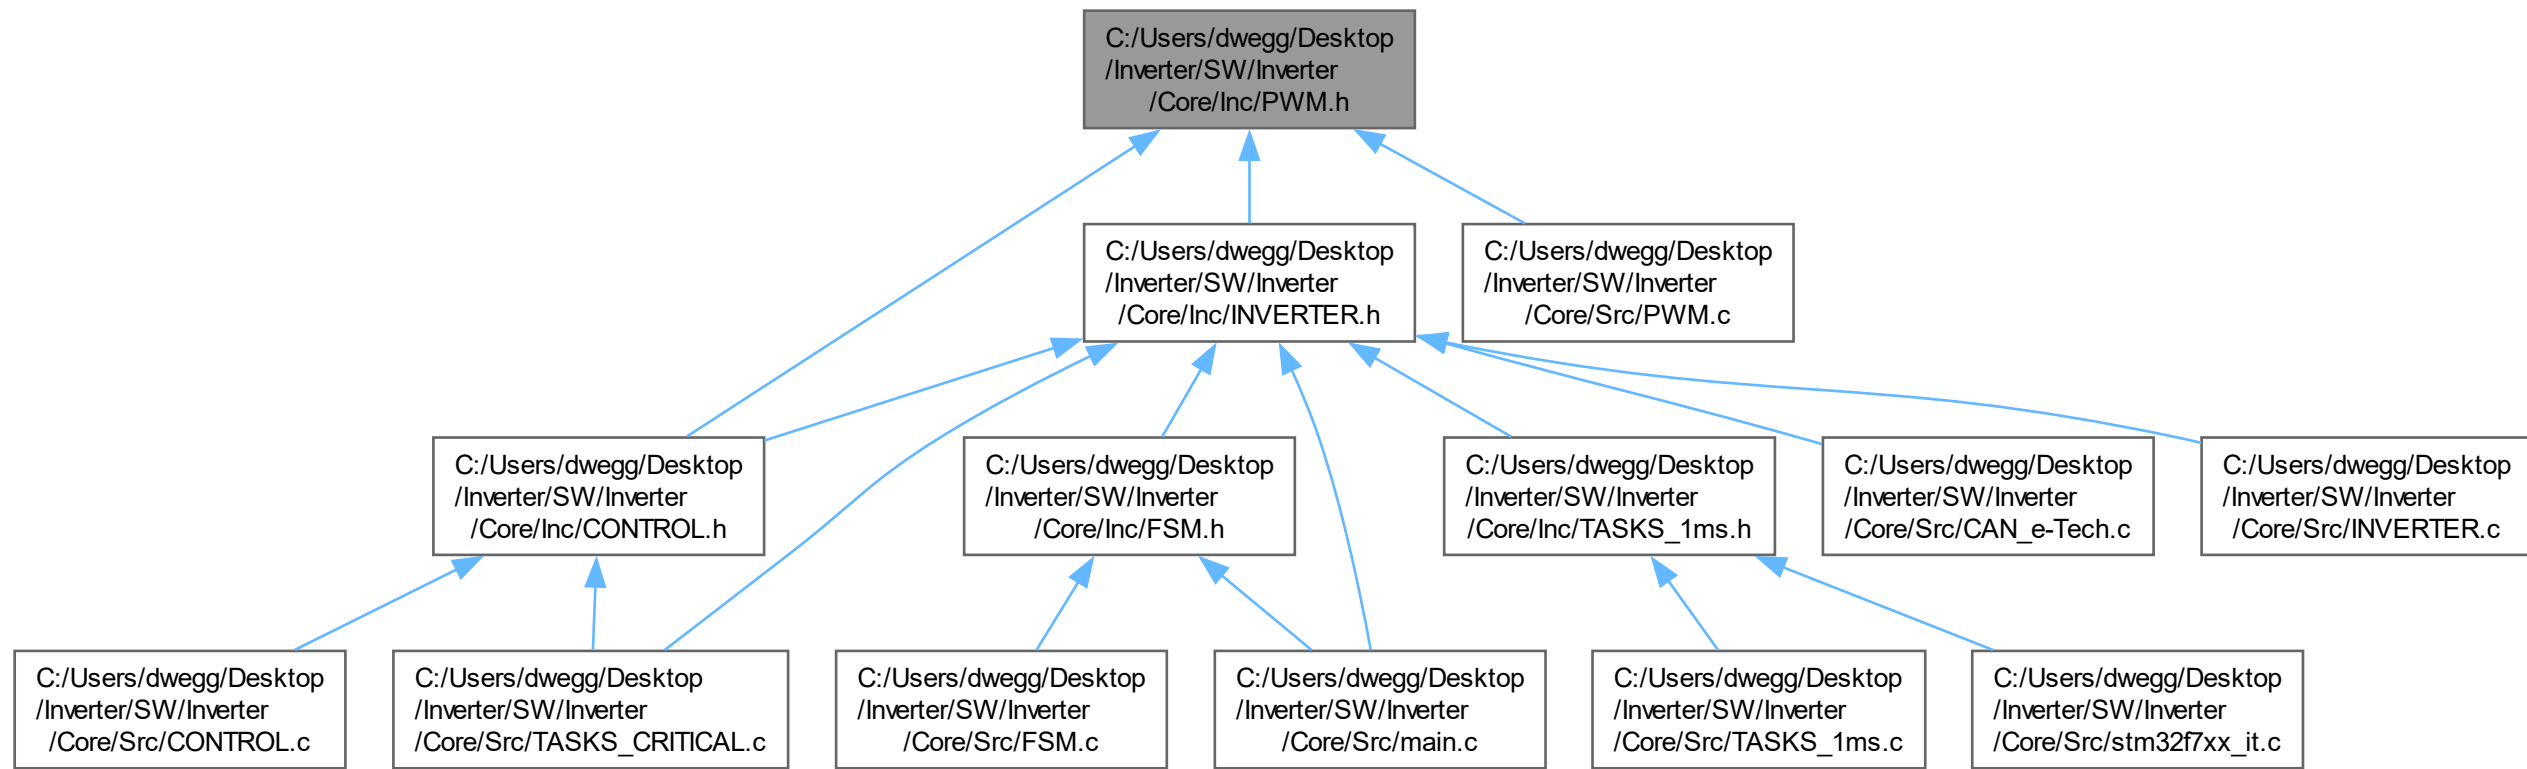 C:/Users/dwegg/Desktop
/Inverter/SW/Inverter
/Core/Inc/PWM.h
C:/Users/dwegg/Desktop
/Inverter/SW/Inverter
/Core/Inc/INVERTER.h
C:/Users/dwegg/Desktop
/Inverter/SW/Inverter
/Core/Src/PWM.c
C:/Users/dwegg/Desktop
/Inverter/SW/Inverter
/Core/Inc/CONTROL.h
C:/Users/dwegg/Desktop
/Inverter/SW/Inverter
/Core/Inc/FSM.h
C:/Users/dwegg/Desktop
/Inverter/SW/Inverter
/Core/Inc/TASKS_1ms.h
C:/Users/dwegg/Desktop
/Inverter/SW/Inverter
/Core/Src/CAN_e-Tech.c
C:/Users/dwegg/Desktop
/Inverter/SW/Inverter
/Core/Src/INVERTER.c
C:/Users/dwegg/Desktop
/Inverter/SW/Inverter
/Core/Src/CONTROL.c
C:/Users/dwegg/Desktop
/Inverter/SW/Inverter
/Core/Src/TASKS_CRITICAL.c
C:/Users/dwegg/Desktop
/Inverter/SW/Inverter
/Core/Src/FSM.c
C:/Users/dwegg/Desktop
/Inverter/SW/Inverter
/Core/Src/main.c
C:/Users/dwegg/Desktop
/Inverter/SW/Inverter
/Core/Src/TASKS_1ms.c
C:/Users/dwegg/Desktop
/Inverter/SW/Inverter
/Core/Src/stm32f7xx_it.c